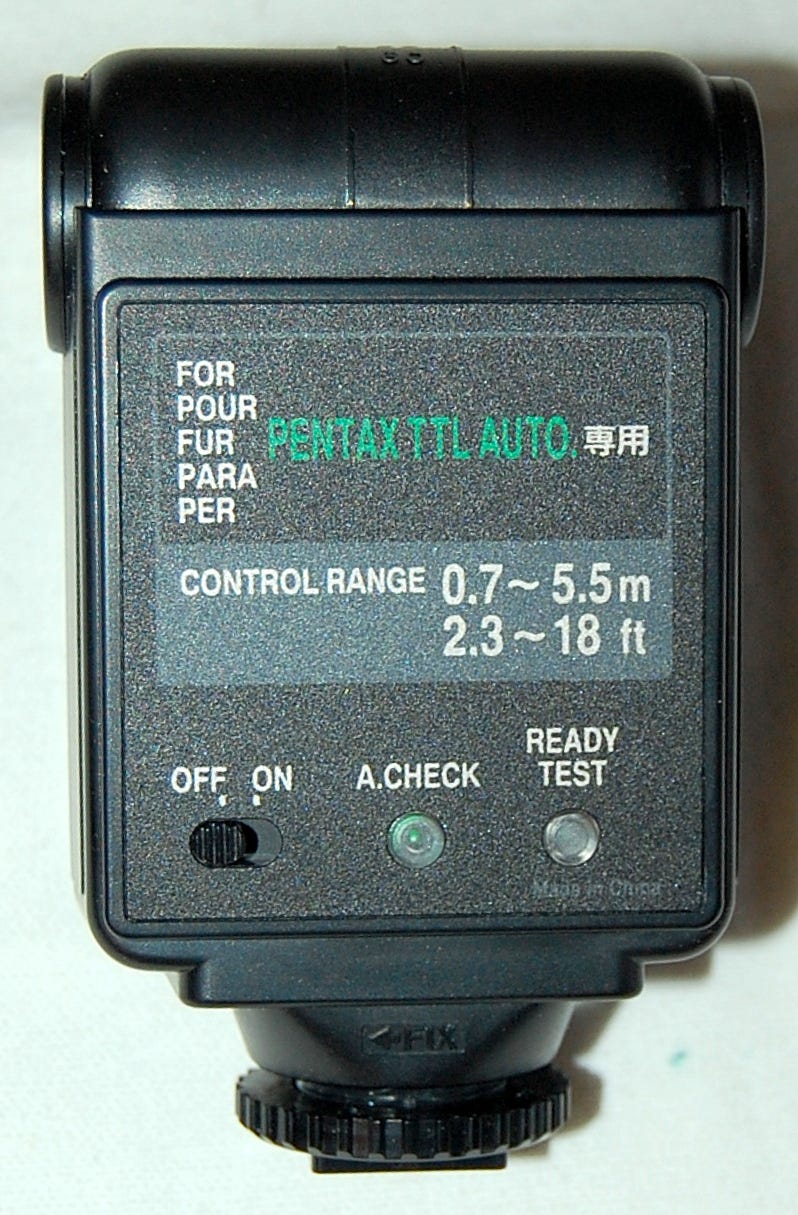 FOR
POUR
FUR
PARA
PER
PENTAX TTL AUTO. 専用
CONTROL RANGE 0.7~5.5m
2.3~18 ft
OFF ON
A.CHECK
READY
TEST
Made in China
FIX